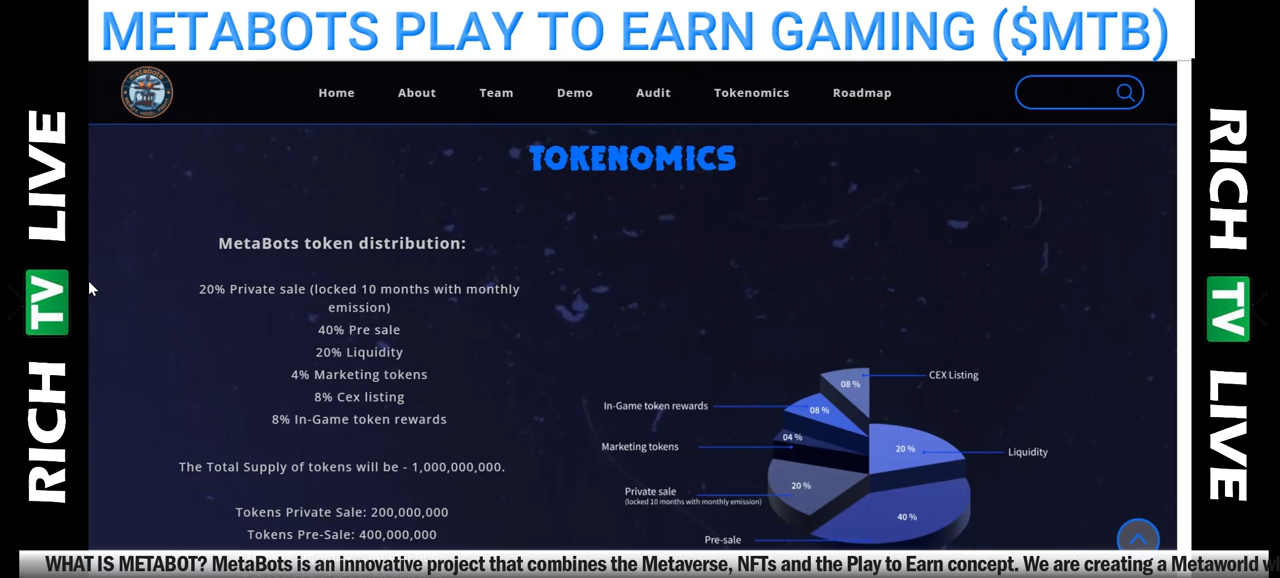 METABOTS PLAY TO EARN GAMING ($MTB)
metabots
Home About Team Demo Audit Tokenomics Roadmap
RICH TV LIVE
RICH TV LIVE
TOKENOMICS
MetaBots token distribution:
20% Private sale (locked 10 months with monthly
emission)
40% Pre sale
20% Liquidity
4% Marketing tokens
8% Cex listing
8% In-Game token rewards
The Total Supply of tokens will be - 1,000,000,000.
Tokens Private Sale: 200,000,000
Tokens Pre-Sale: 400,000,000
08 % CEX Listing
In-Game token rewards 08 %
Marketing tokens 04 %
20 % Liquidity
Private sale 20 %
(locked 10 months with monthly emission)
40 %
Pre-sale
WHAT IS METABOT? MetaBots is an innovative project that combines the Metaverse, NFTs and the Play to Earn concept. We are creating a Metaworld w